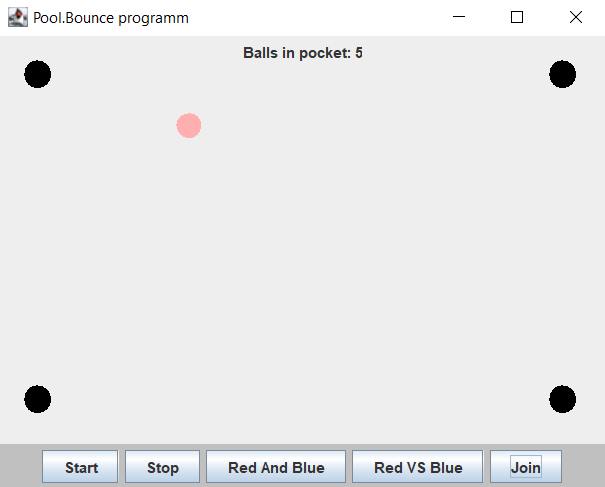 Pool.Bounce programm
Balls in pocket: 5
Start Stop Red And Blue Red VS Blue Join